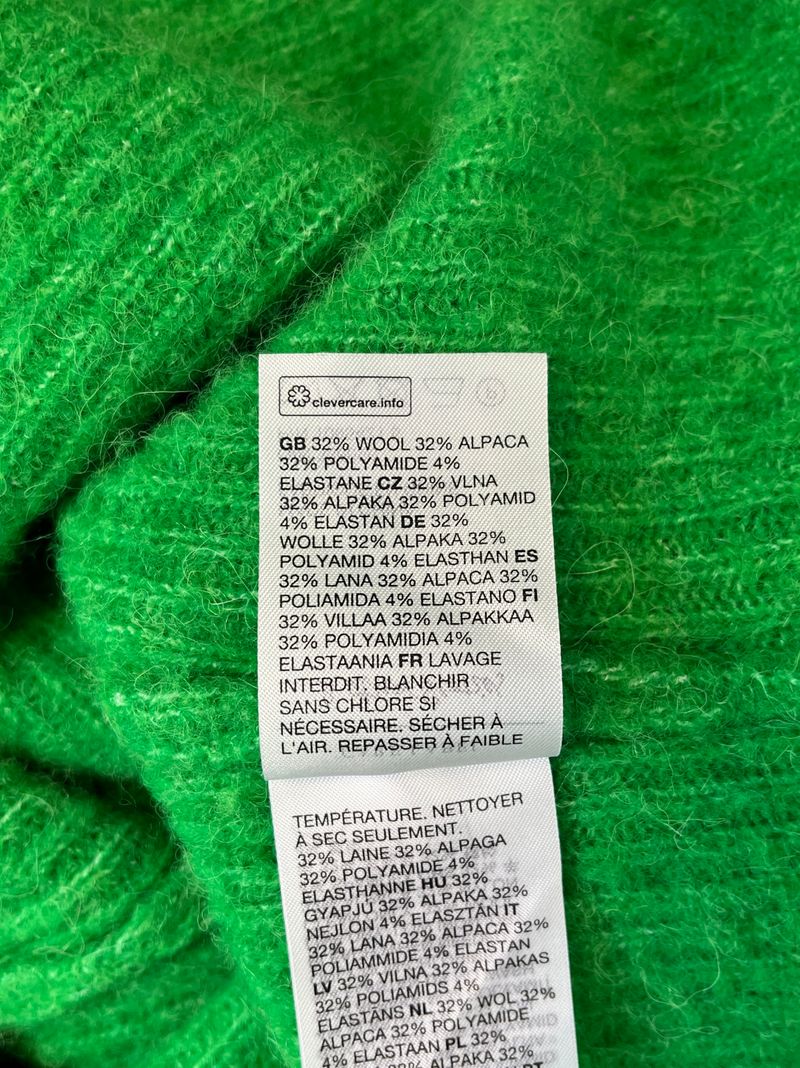 clevercare.info
GB 32% WOOL 32% ALPACA
32% POLYAMIDE 4%
ELASTANE CZ 32% VLNA
32% ALPAKA 32% POLYAMID
4% ELASTAN DE 32%
WOLLE 32% ALPAKA 32%
POLYAMID 4% ELASTHAN ES
32% LANA 32% ALPACA 32%
POLIAMIDA 4% ELASTANO FI
32% VILLAA 32% ALPAKKAA
32% POLYAMIDIA 4%
ELASTAANIA FR LAVAGE
INTERDIT. BLANCHIR
SANS CHLORE SI
NÉCESSAIRE. SÉCHER À
L'AIR. REPASSER À FAIBLE
TEMPÉRATURE. NETTOYER
À SEC SEULEMENT.
32% LAINE 32% ALPAGA
32% POLYAMIDE 4%
ELASTHANNE HU 32%
GYAPJÚ 32% ALPAKA 32%
NEJLON 4% ELASZTÁN IT
32% LANA 32% ALPACA 32%
POLIAMMIDE 4% ELASTAN
LV 32% VILNA 32% ALPAKAS
32% POLIAMIDS 4%
ELASTĀNS NL 32% WOL 32%
ALPACA 32% POLYAMIDE
4% ELASTAAN PL 32%
32% ALPAKA 32%